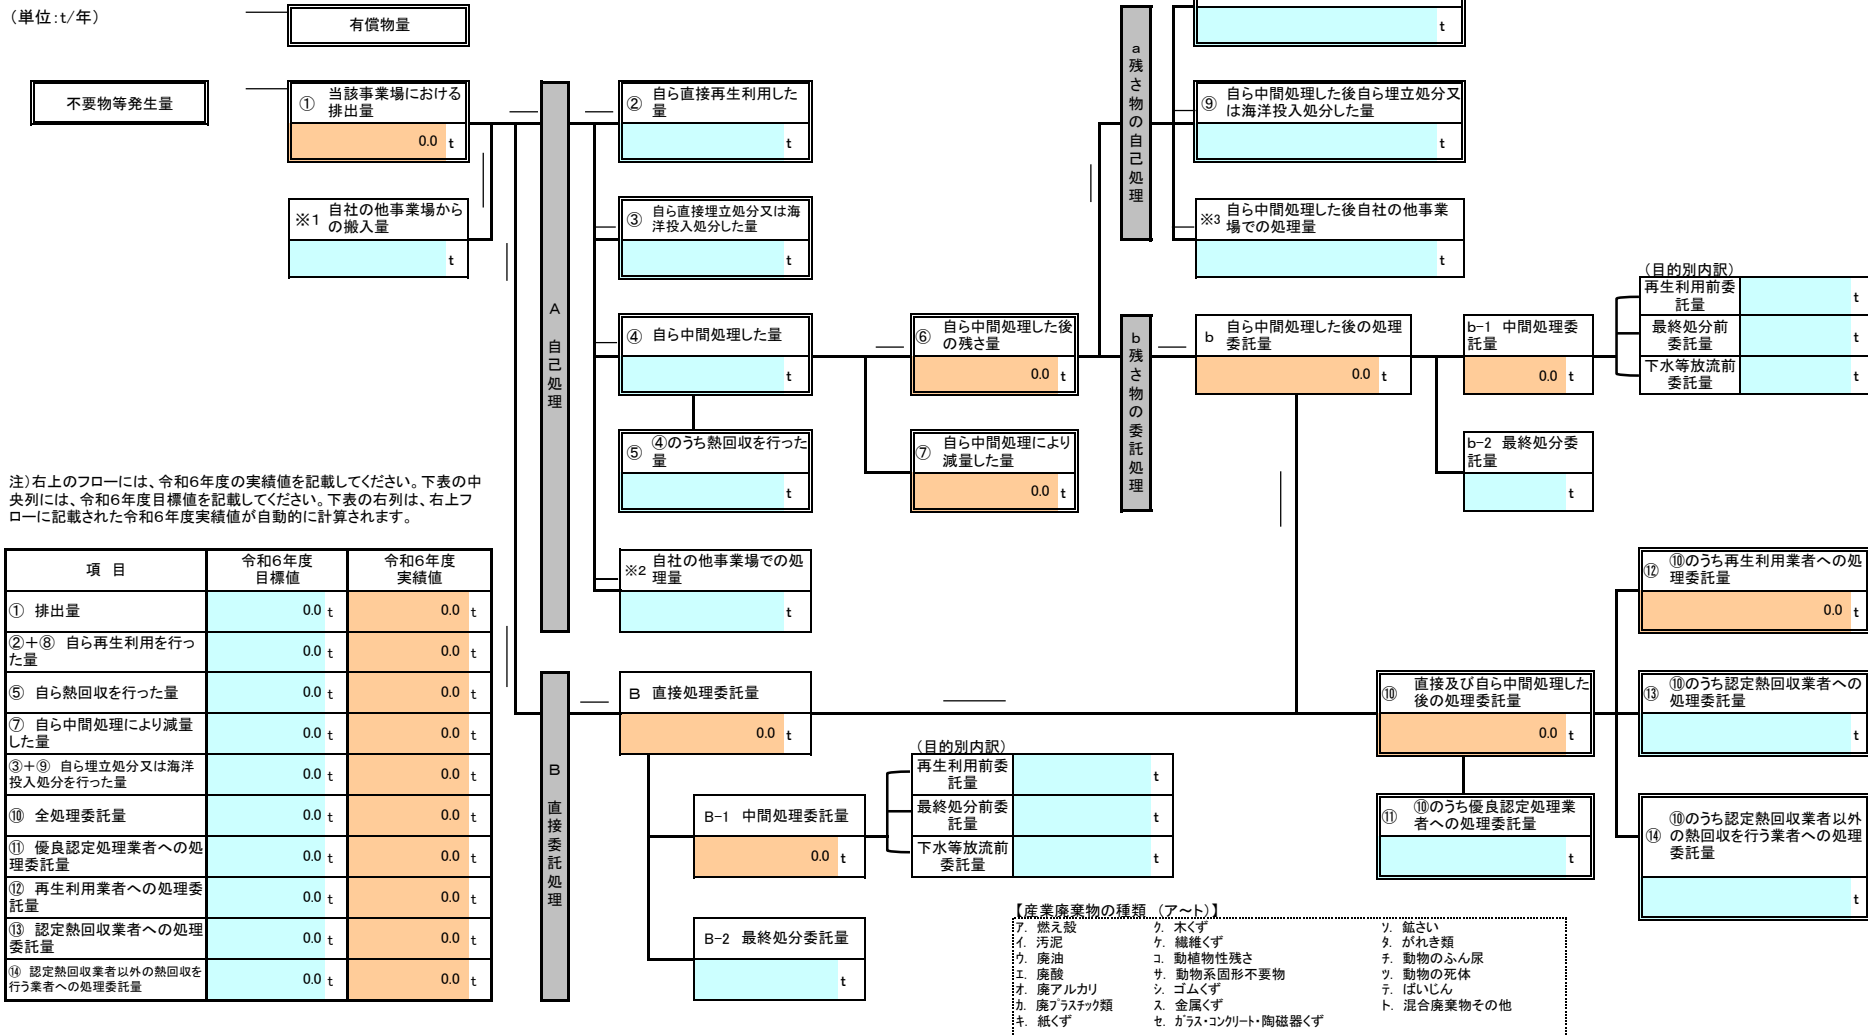 （単位：t/年）
有償物量
不要物等発生量
① 当該事業場における
排出量
0.0 t
※1 自社の他事業場から
の搬入量
t
A 自己処理
② 自ら直接再生利用した
量
t
③ 自ら直接埋立処分又は海
洋投入処分した量
t
④ 自ら中間処理した量
t
⑤ ④のうち熱回収を行った
量
t
※2 自社の他事業場での処
理量
t
⑥ 自ら中間処理した後
の残さ量
0.0 t
⑦ 自ら中間処理により
減量した量
0.0 t
a 残さ物の自己処理
t
⑨ 自ら中間処理した後自ら埋立処分又
は海洋投入処分した量
t
※3 自ら中間処理した後自社の他事業
場での処理量
t
b 残さ物の委託処理
b 自ら中間処理した後の処理
委託量
0.0 t
b-1 中間処理委
託量
0.0 t
（目的別内訳）
再生利用前委
託量
t
最終処分前
委託量
t
下水等放流前
委託量
t
b-2 最終処分委
託量
t
注）右上のフローには、令和6年度の実績値を記載してください。下表の中
央列には、令和6年度目標値を記載してください。下表の右列は、右上フ
ローに記載された令和6年度実績値が自動的に計算されます。
項 目
令和6年度
目標値
令和6年度
実績値
① 排出量
0.0 t 0.0 t
②＋⑧ 自ら再生利用を行っ
た量
0.0 t 0.0 t
⑤ 自ら熱回収を行った量
0.0 t 0.0 t
⑦ 自ら中間処理により減量
した量
0.0 t 0.0 t
③＋⑨ 自ら埋立処分又は海洋
投入処分を行った量
0.0 t 0.0 t
⑩ 全処理委託量
0.0 t 0.0 t
⑪ 優良認定処理業者への処
理委託量
0.0 t 0.0 t
⑫ 再生利用業者への処理委
託量
0.0 t 0.0 t
⑬ 認定熱回収業者への処理
委託量
0.0 t 0.0 t
⑭ 認定熱回収業者以外の熱回収を
行う業者への処理委託量
0.0 t 0.0 t
B 直接委託処理
B 直接処理委託量
0.0 t
B-1 中間処理委託量
0.0 t
（目的別内訳）
再生利用前委
託量
t
最終処分前委
託量
t
下水等放流前
委託量
t
B-2 最終処分委託量
t
⑩ 直接及び自ら中間処理した
後の処理委託量
0.0 t
⑪ ⑩のうち優良認定処理業
者への処理委託量
t
⑫ ⑩のうち再生利用業者への処
理委託量
0.0 t
⑬ ⑩のうち認定熱回収業者への
処理委託量
t
⑭ ⑩のうち認定熱回収業者以外
の熱回収を行う業者への処理
委託量
t
【産業廃棄物の種類 （ア～ト）】
ア. 燃え殻
イ. 汚泥
ウ. 廃油
エ. 廃酸
オ. 廃アルカリ
カ. 廃プラスチック類
キ. 紙くず
ク. 木くず
ケ. 繊維くず
コ. 動植物性残さ
サ. 動物系固形不要物
シ. ゴムくず
ス. 金属くず
セ. ガラス・コンクリート・陶磁器くず
ソ. 鉱さい
タ. がれき類
チ. 動物のふん尿
ツ. 動物の死体
テ. ばいじん
ト. 混合廃棄物その他